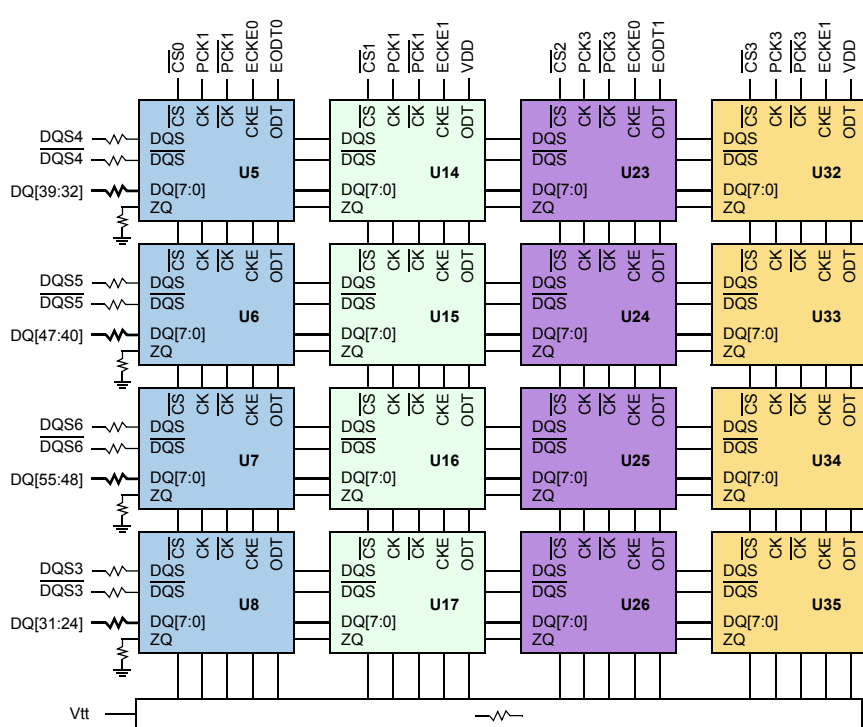 CS0 PCK1 PCK1 ECKE0 EODT0 CS1 PCK1 PCK1 ECKE1 VDD CS2 PCK3 PCK3 ECKE0 EODT1 CS3 PCK3 PCK3 ECKE1 VDD
CS CK CK CKE ODT CS CK CK CKE ODT CS CK CK CKE ODT CS CK CK CKE ODT
DQS4 DQS DQS DQS DQS
DQS4 DQS DQS DQS DQS
U5 U14 U23 U32
DQ[39:32] DQ[7:0] DQ[7:0] DQ[7:0] DQ[7:0]
ZQ ZQ ZQ ZQ
CS CK CK CKE ODT CS CK CK CKE ODT CS CK CK CKE ODT CS CK CK CKE ODT
DQS5 DQS DQS DQS DQS
DQS5 DQS DQS DQS DQS
U6 U15 U24 U33
DQ[47:40] DQ[7:0] DQ[7:0] DQ[7:0] DQ[7:0]
ZQ ZQ ZQ ZQ
CS CK CK CKE ODT CS CK CK CKE ODT CS CK CK CKE ODT CS CK CK CKE ODT
DQS6 DQS DQS DQS DQS
DQS6 DQS DQS DQS DQS
U7 U16 U25 U34
DQ[55:48] DQ[7:0] DQ[7:0] DQ[7:0] DQ[7:0]
ZQ ZQ ZQ ZQ
CS CK CK CKE ODT CS CK CK CKE ODT CS CK CK CKE ODT CS CK CK CKE ODT
DQS3 DQS DQS DQS DQS
DQS3 DQS DQS DQS DQS
U8 U17 U26 U35
DQ[31:24] DQ[7:0] DQ[7:0] DQ[7:0] DQ[7:0]
ZQ ZQ ZQ ZQ
Vtt